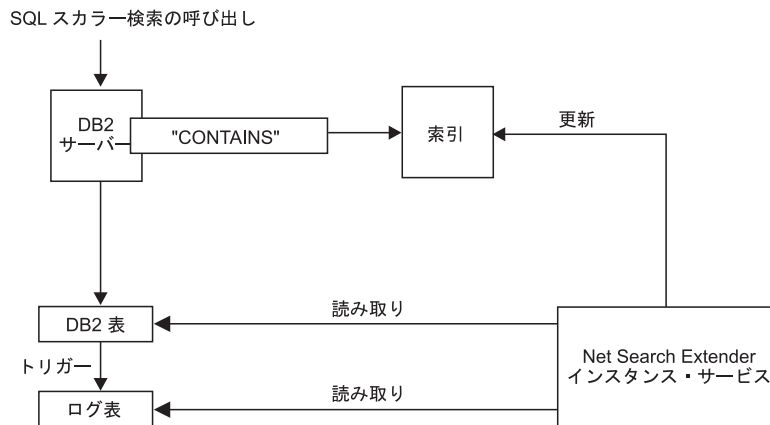 SQL スカラー検索の呼び出し
DB2
サーバー
"CONTAINS"
索引
更新
DB2 表
読み取り
トリガー
ログ表
読み取り
Net Search Extender
インスタンス・サービス